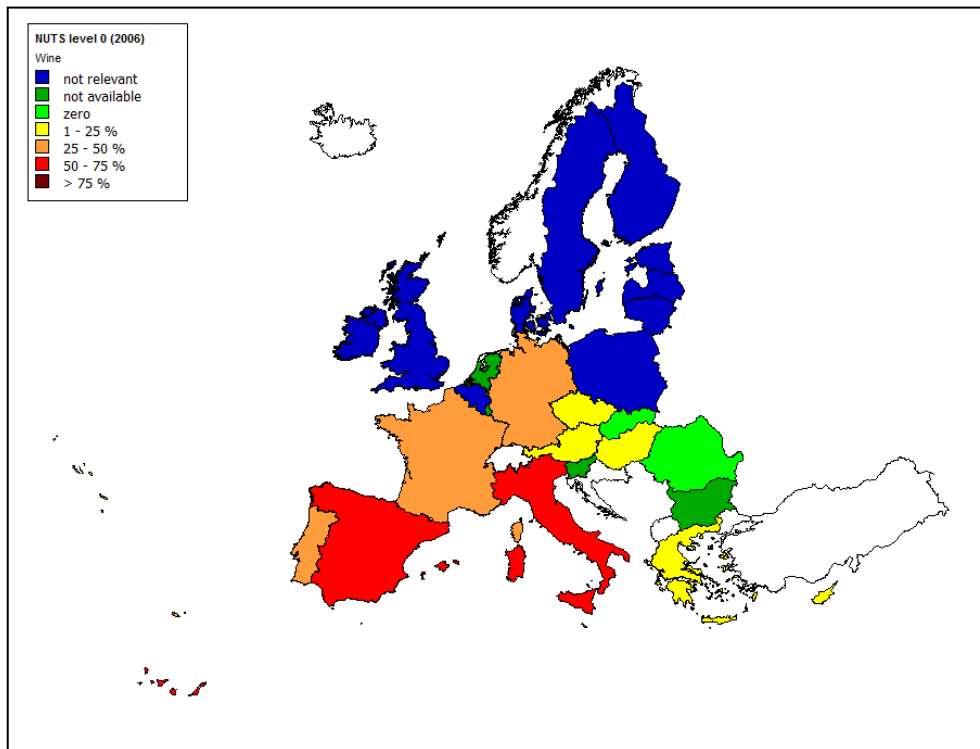 NUTS level 0 (2006)
Wine
not relevant
not available
zero
1 - 25 %
25 - 50 %
50 - 75 %
> 75 %